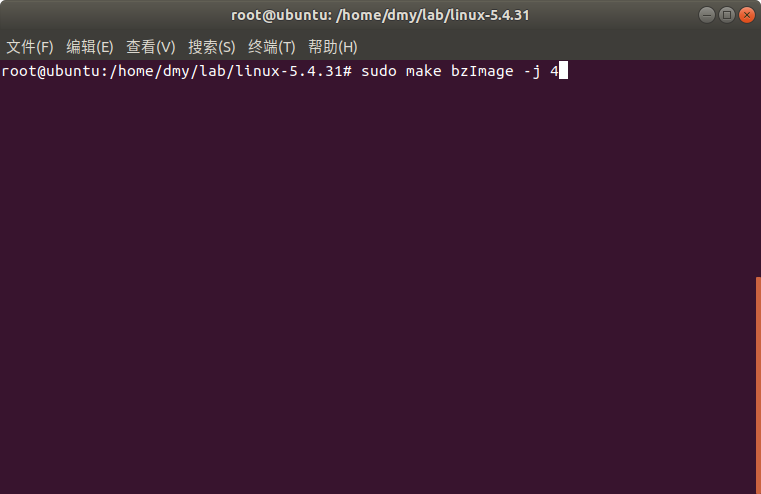 root@ubuntu: /home/dmy/lab/linux-5.4.31
文件(F) 编辑(E) 查看(V) 搜索(S) 终端(T) 帮助(H)
root@ubuntu:/home/dmy/lab/linux-5.4.31# sudo make bzImage -j 4